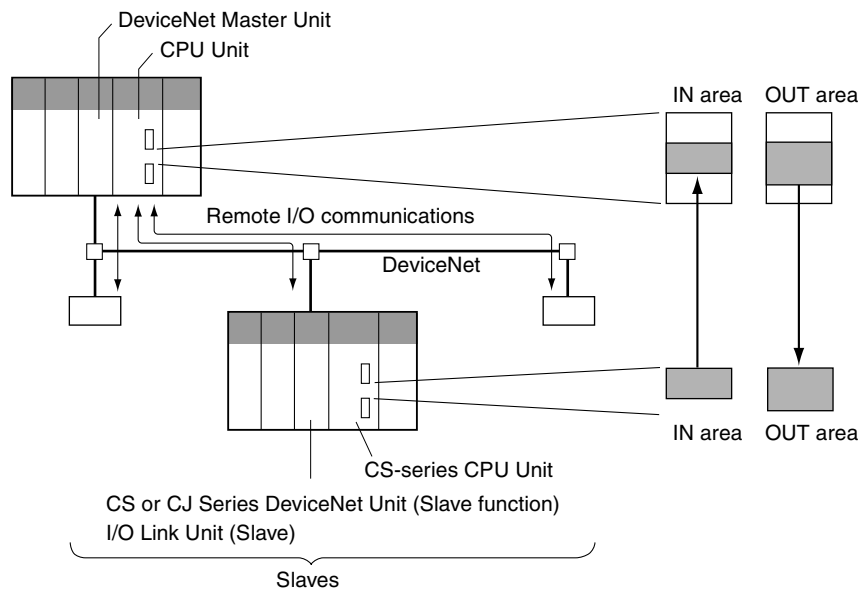 DeviceNet Master Unit
CPU Unit
IN area
OUT area
Remote I/O communications
DeviceNet
IN area
OUT area
CS-series CPU Unit
CS or CJ Series DeviceNet Unit (Slave function)
I/O Link Unit (Slave)
Slaves